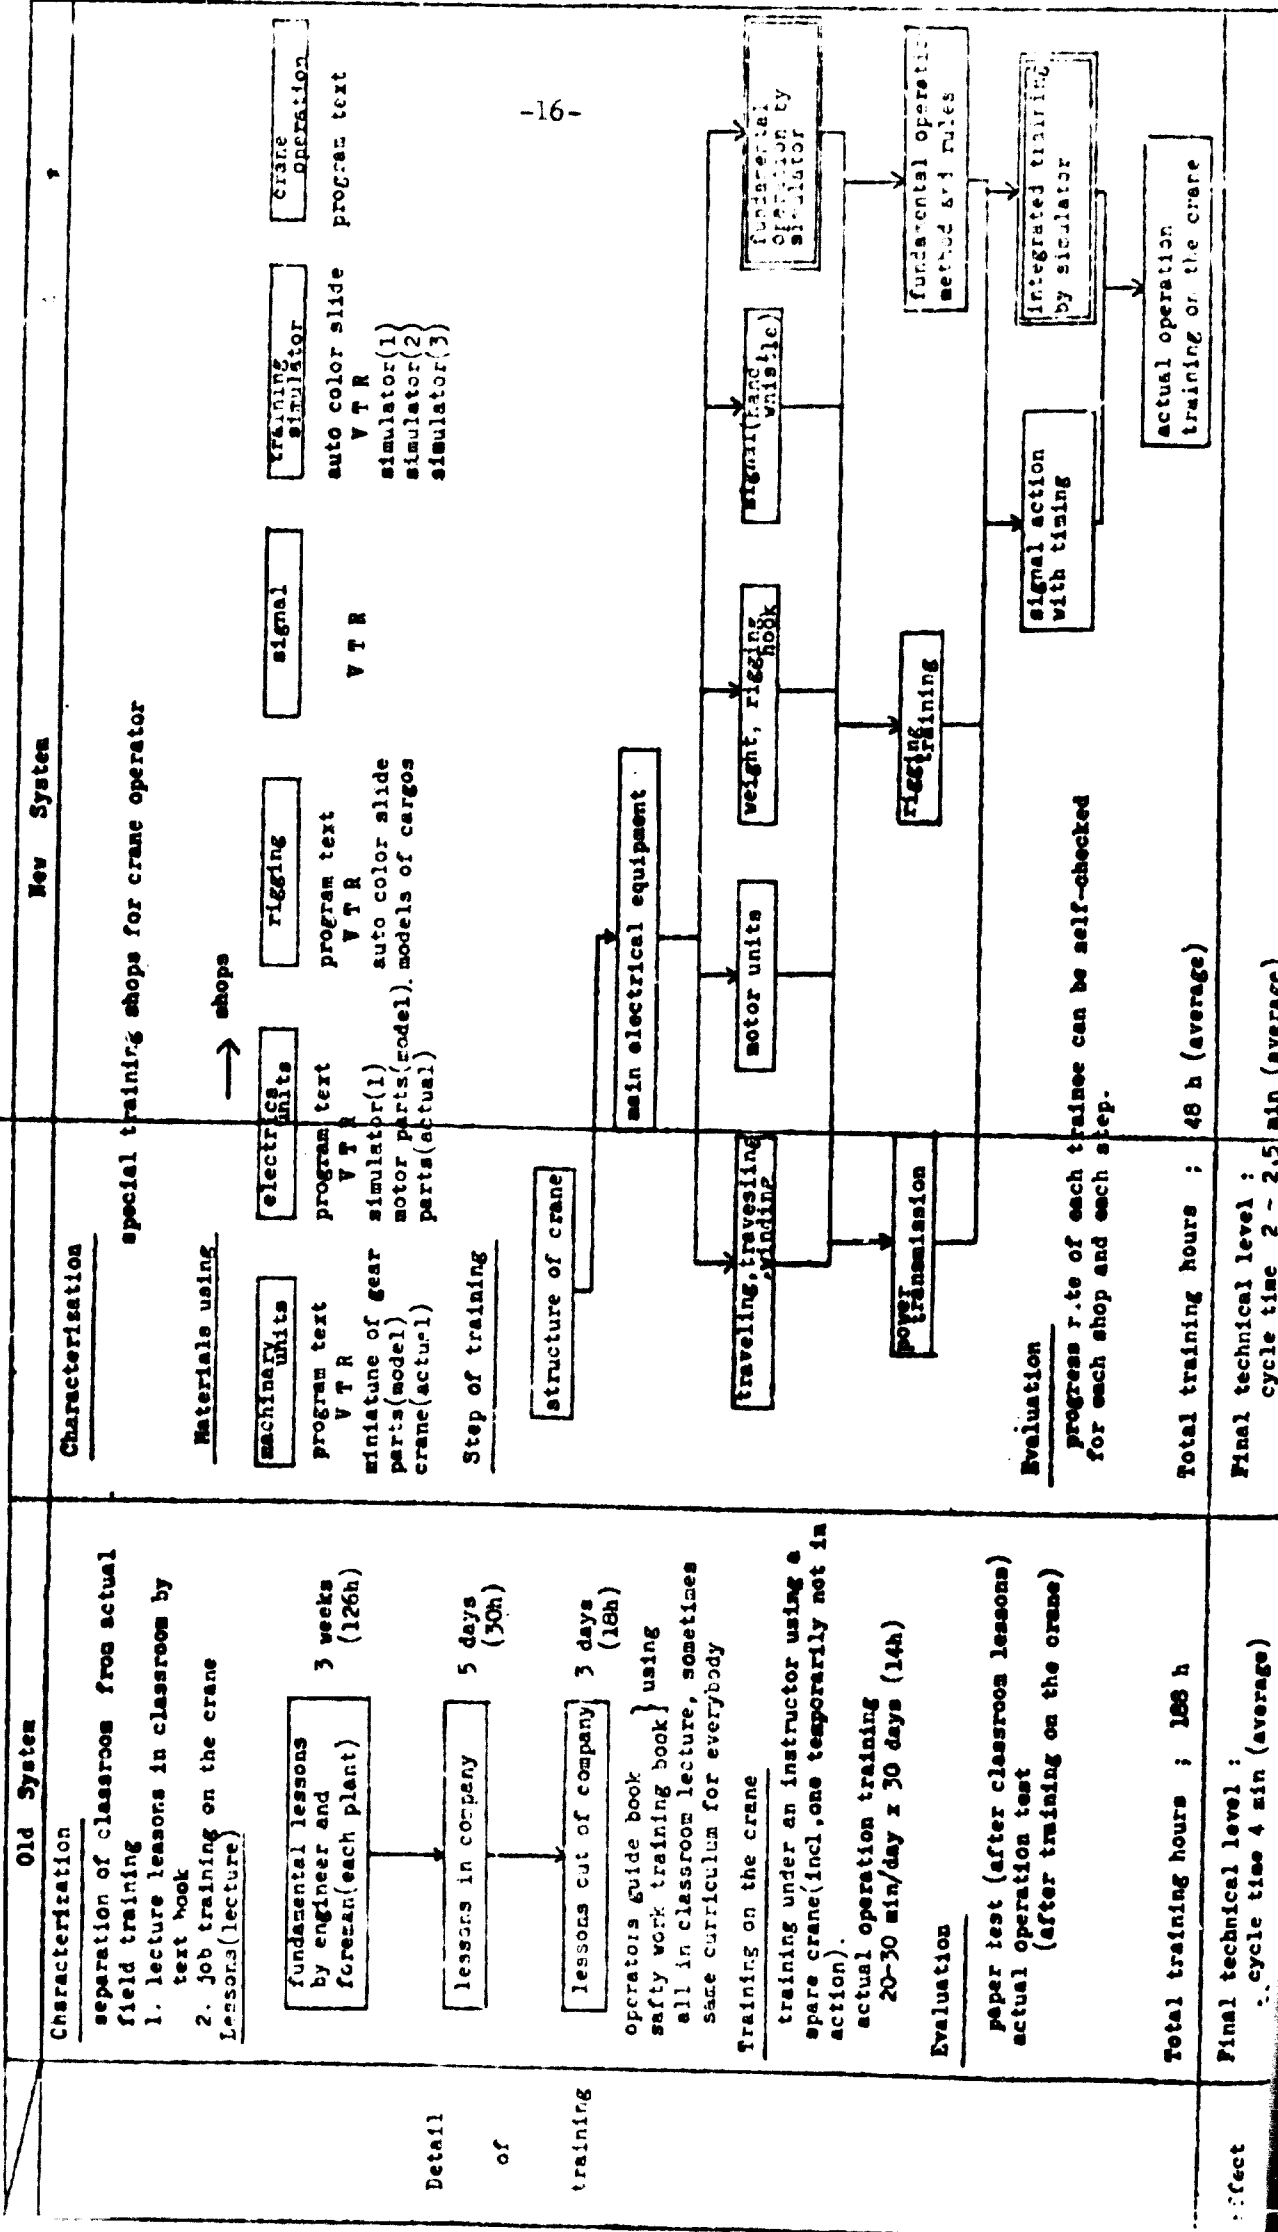 -16-
Old System
New System
Detail
of
training
Characterization
separation of classroom from actual
field training
1. lecture leasons in classroom by
text book
2. job training on the crane
Lessons(lecture)
fundamental lessons
by engineer and
foreman(each plant)
3 weeks
(126h)
lessons in company
5 days
(30h)
lessons out of company
3 days
(18h)
operators guide book
safty work training book} using
all in classroom lecture, sometimes
same curriculum for everybody
Training on the crane
training under an instructor using a
spare crane(incl,one temporarily not in
action).
actual operation training
20-30 min/day x 30 days (14h)
Evaluation
paper test (after classroom lessons)
actual operation test
(after training on the crane)
Total training hours ; 188 h
Final technical level :
cycle time 4 min (average)
Characterization
special training shops for crane operator
Materials using
→ shops
machinary
units
program text
V T R
miniatune of gear
parts(model)
crane(actual)
electrics
units
program text
V T R
simulator(1)
motor parts(model)
parts(actual)
rigging
program text
V T R
auto color slide
models of cargos
signal
V T R
training
simulator
auto color slide
V T R
simulator(1)
simulator(2)
simulator(3)
crane
operation
program text
Step of training
structure of crane
main electrical equipment
traveling,travesiing
,winding
motor units
weight, rigging
hook
signal(hand
whistle)
fundamental
operation by
simulator
power
transmission
rigging
training
fundamental
method and rules
signal action
with timing
integrated training
by simulator
actual operation
training on the crane
Evaluation
progress rate of each trainee can be self-checked
for each shop and each step.
Total training hours ; 48 h (average)
Final technical level :
cycle time 2 - 2.5 min (average)